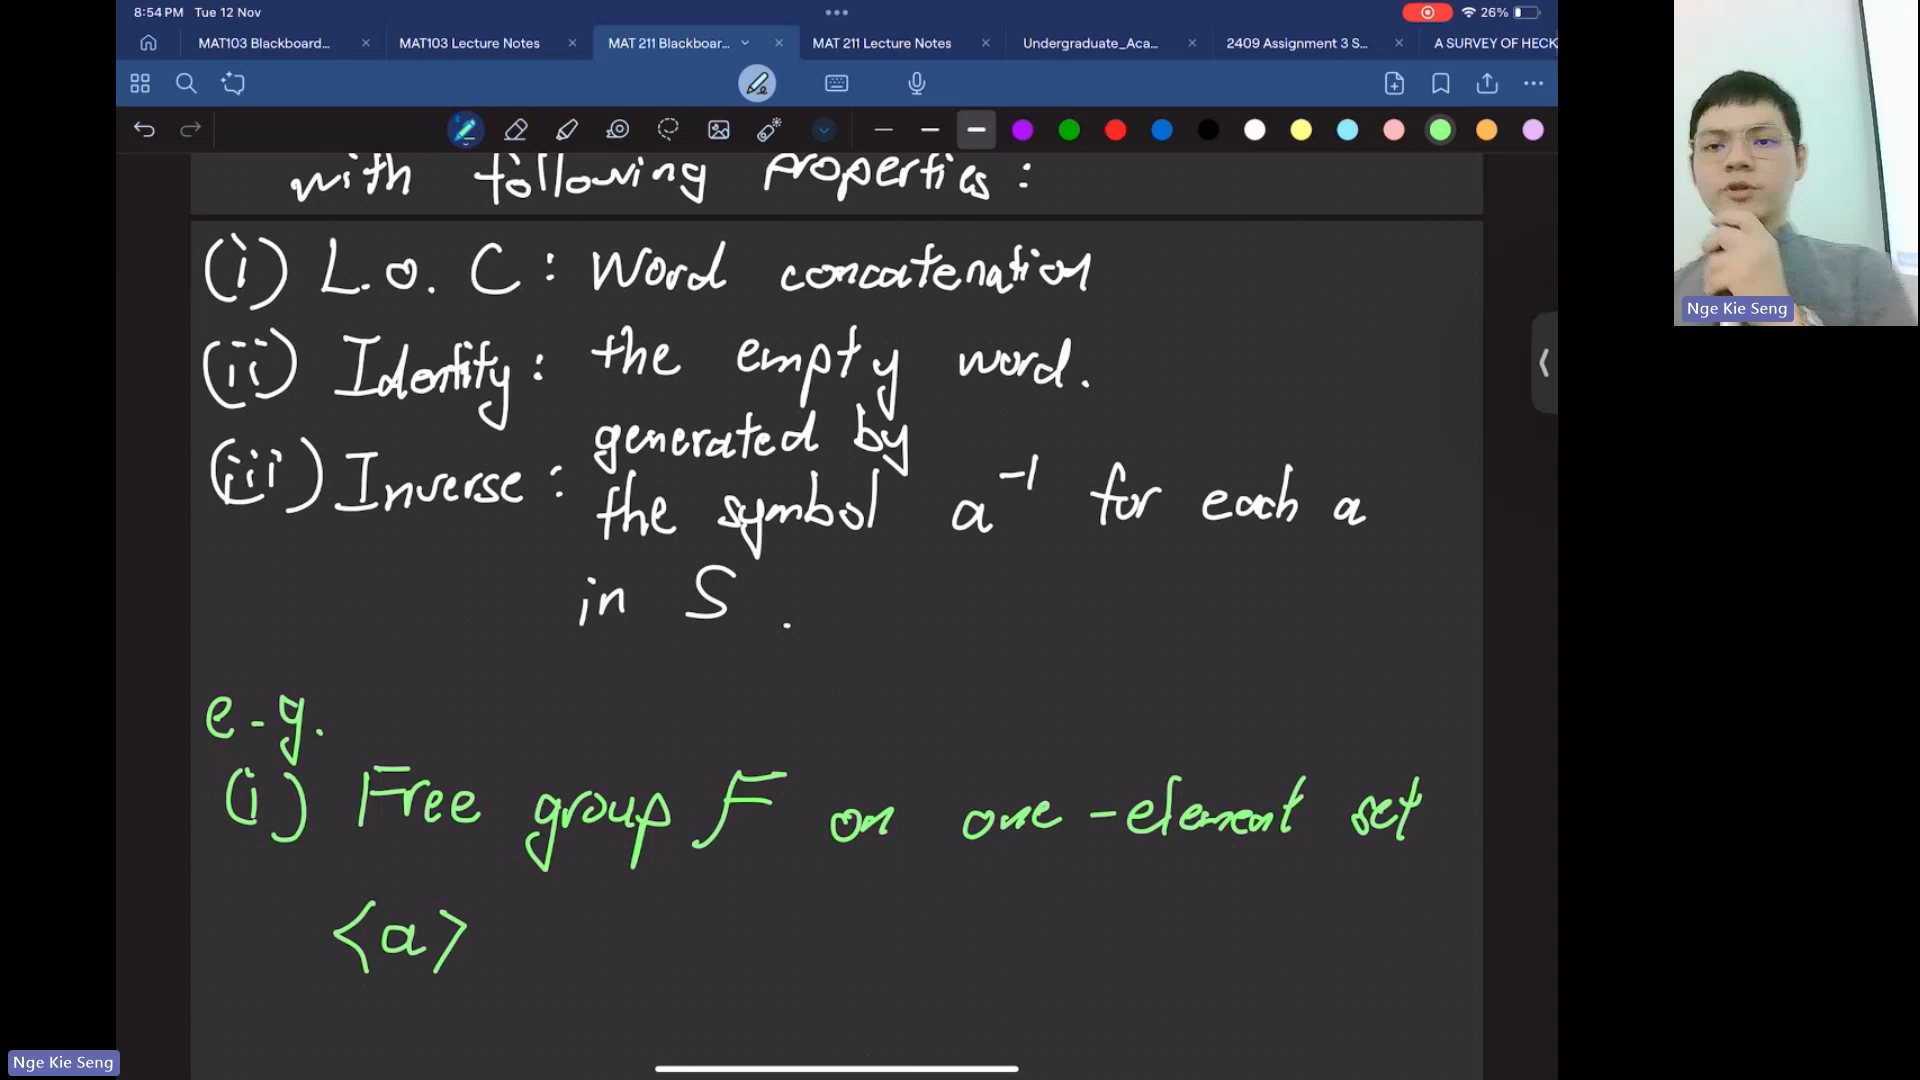 8:54 PM Tue 12 Nov
26%
MAT103 Blackboard...
MAT103 Lecture Notes
MAT 211 Blackboar...
MAT 211 Lecture Notes
Undergraduate_Aca...
2409 Assignment 3 S...
A SURVEY OF HECK
with following properties:
(i) L.o.C: Word concatenation
(ii) Identity: the empty word.
generated by
(iii) Inverse: the symbol a⁻¹ for each a
in S.
e-g.
(i) Free group F on one-element set
<a>
Nge Kie Seng
Nge Kie Seng